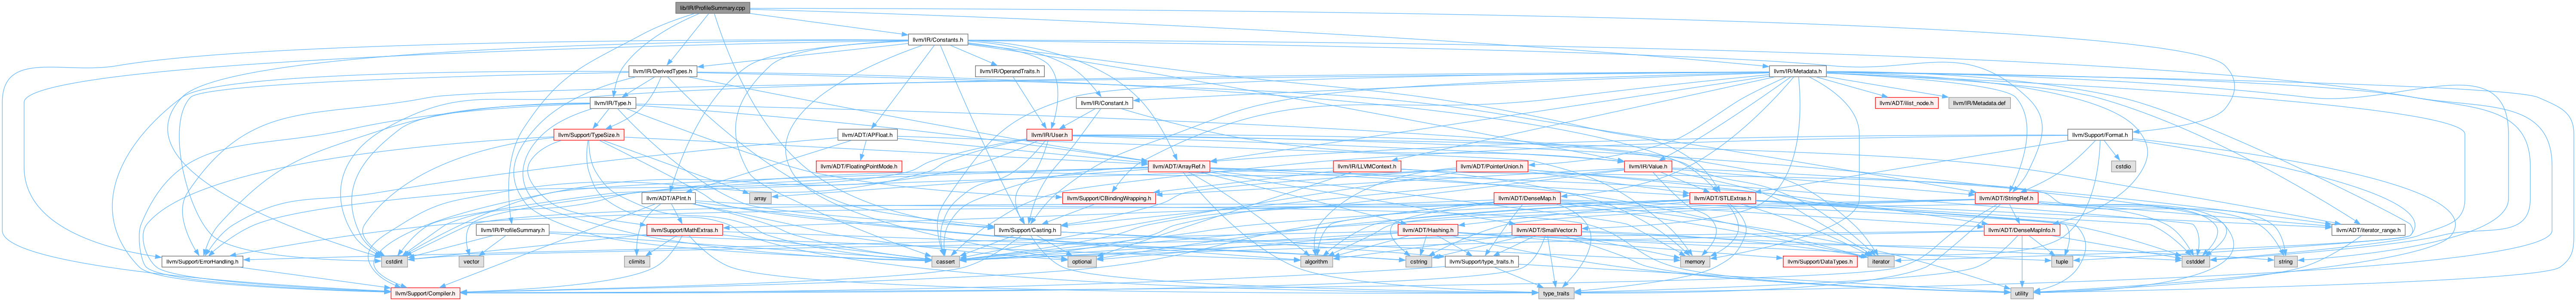 lib/IR/ProfileSummary.cpp
llvm/IR/Constants.h
llvm/IR/DerivedTypes.h
llvm/IR/OperandTraits.h
llvm/IR/Metadata.h
llvm/IR/Type.h
llvm/IR/Constant.h
llvm/ADT/ilist_node.h
llvm/IR/Metadata.def
llvm/Support/TypeSize.h
llvm/ADT/APFloat.h
llvm/IR/User.h
llvm/Support/Format.h
llvm/ADT/FloatingPointMode.h
llvm/ADT/ArrayRef.h
llvm/IR/LLVMContext.h
llvm/ADT/PointerUnion.h
llvm/IR/Value.h
cstdio
array
llvm/ADT/APInt.h
llvm/Support/CBindingWrapping.h
llvm/ADT/DenseMap.h
llvm/ADT/STLExtras.h
llvm/ADT/StringRef.h
llvm/IR/ProfileSummary.h
llvm/Support/MathExtras.h
llvm/Support/Casting.h
llvm/ADT/Hashing.h
llvm/ADT/SmallVector.h
llvm/ADT/DenseMapInfo.h
llvm/ADT/iterator_range.h
llvm/Support/ErrorHandling.h
cstdint
vector
climits
cassert
optional
algorithm
cstring
llvm/Support/type_traits.h
memory
llvm/Support/DataTypes.h
iterator
tuple
cstddef
string
llvm/Support/Compiler.h
type_traits
utility